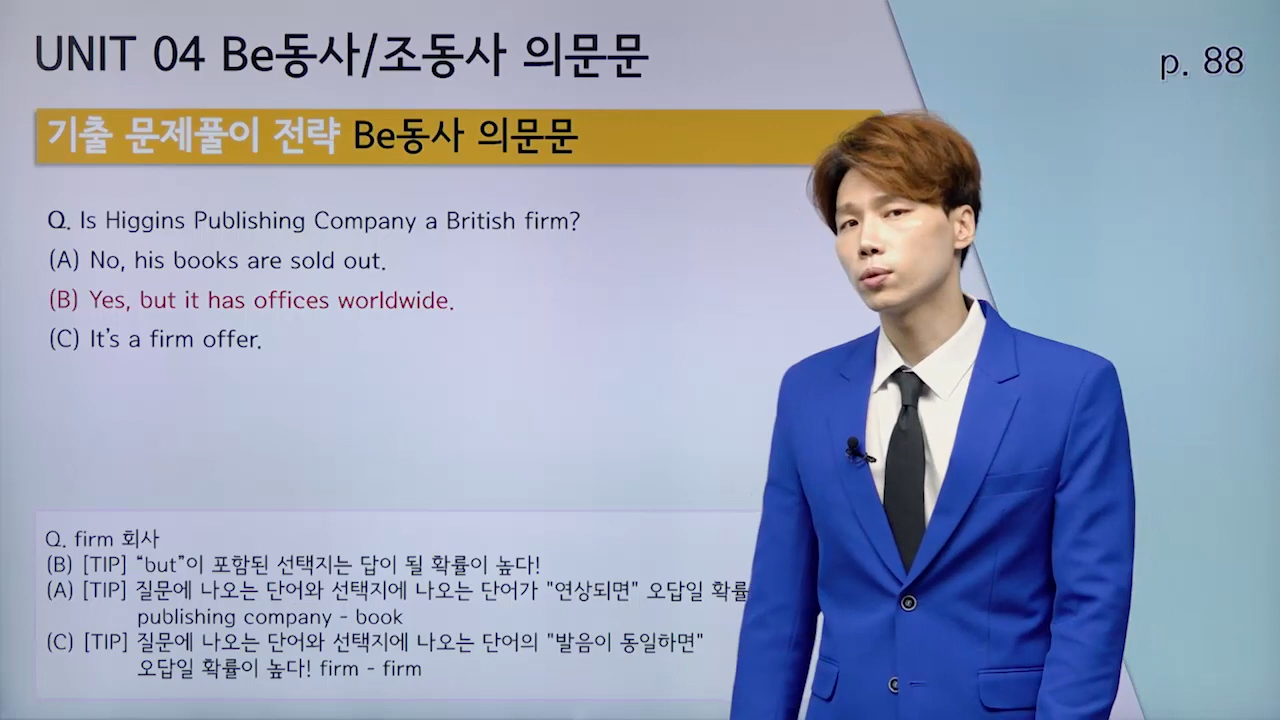 UNIT 04 Be동사/조동사 의문문
p. 88
기출 문제풀이 전략 Be동사 의문문
Q. Is Higgins Publishing Company a British firm?
(A) No, his books are sold out.
(B) Yes, but it has offices worldwide.
(C) It's a firm offer.
Q. firm 회사
(B) [TIP] “but”이 포함된 선택지는 답이 될 확률이 높다!
(A) [TIP] 질문에 나오는 단어와 선택지에 나오는 단어가 "연상되면" 오답일 확률
publishing company - book
(C) [TIP] 질문에 나오는 단어와 선택지에 나오는 단어의 "발음이 동일하면"
오답일 확률이 높다! firm - firm